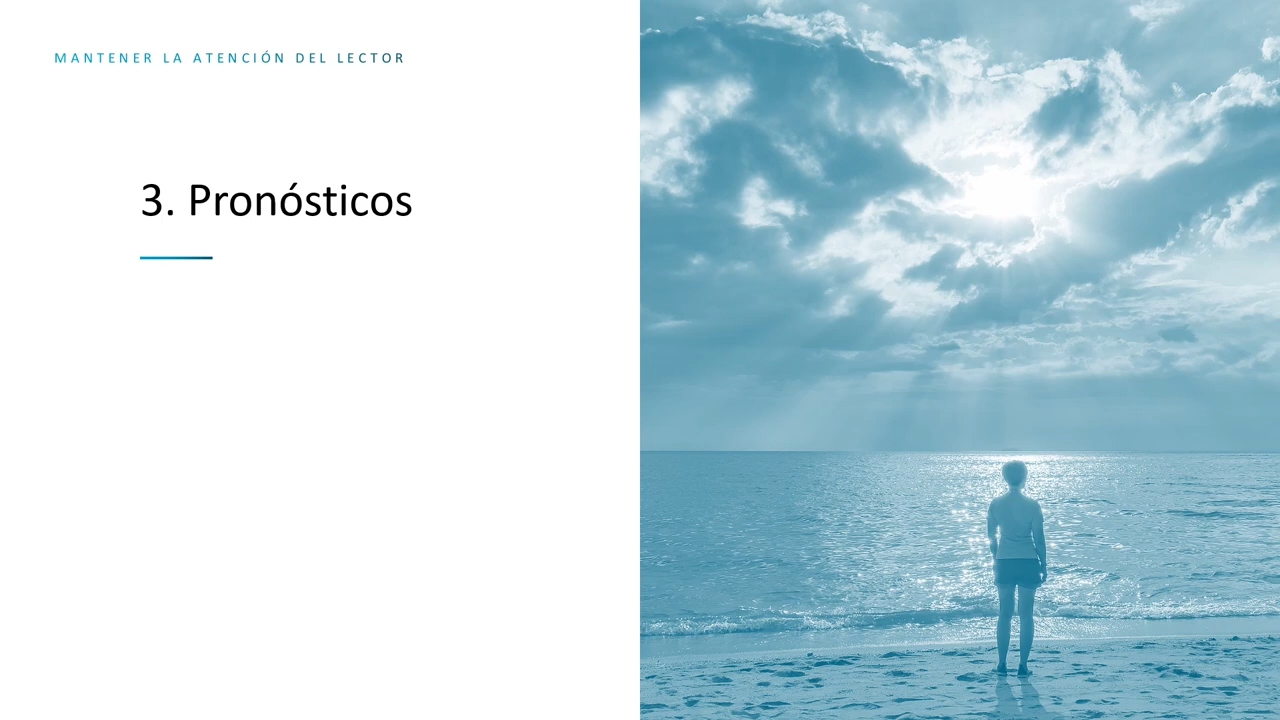 MANTENER LA ATENCIÓN DEL LECTOR
3. Pronósticos